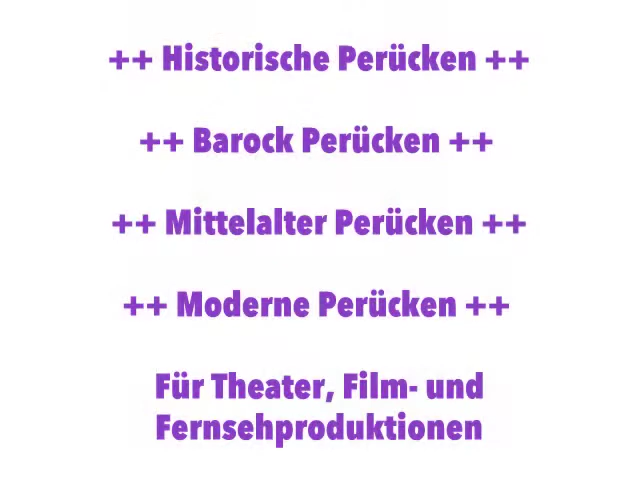 ++ Historische Perücken ++
++ Barock Perücken ++
++ Mittelalter Perücken ++
++ Moderne Perücken ++
Für Theater, Film- und
Fernsehproduktionen